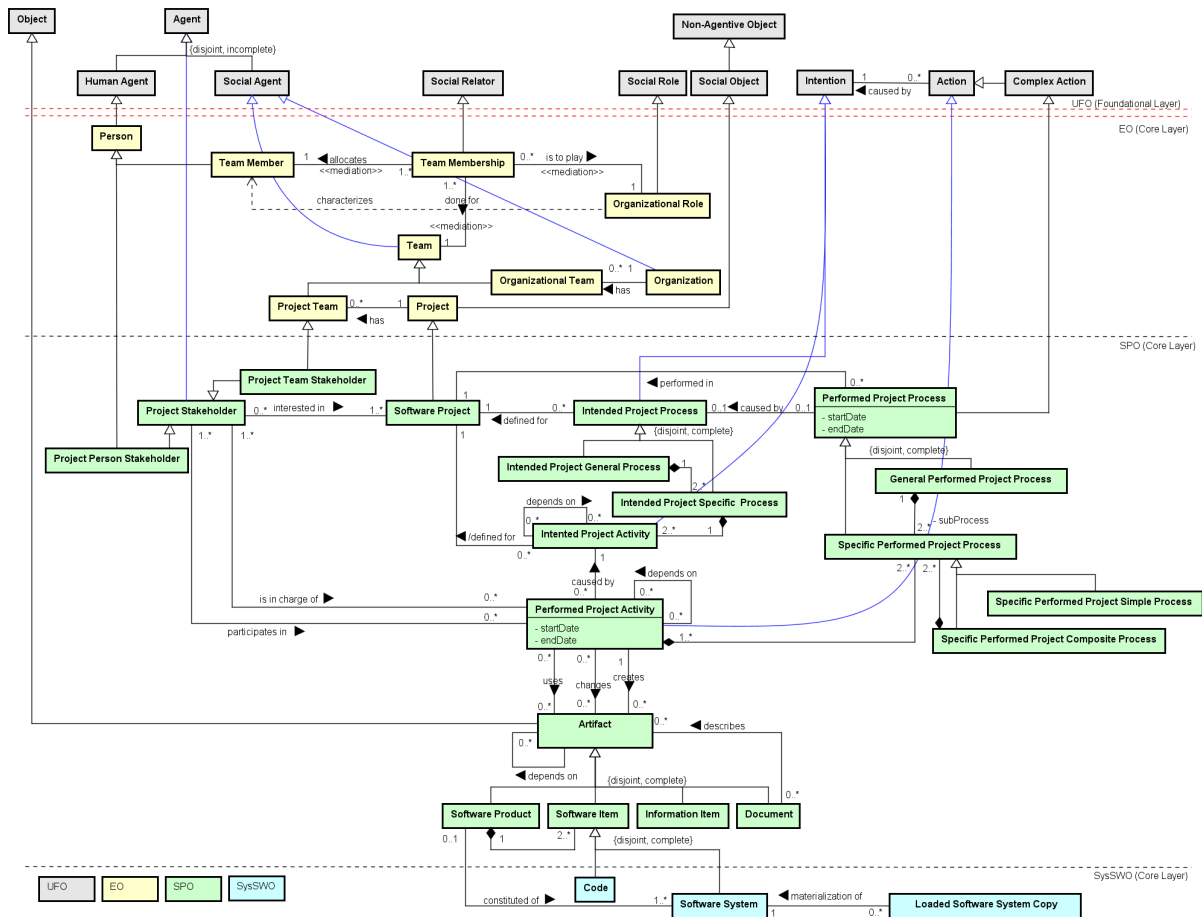 Object
Agent
Non-Agentive Object
{disjoint, incomplete}
Human Agent
Social Agent
Social Relator
Social Role
Social Object
Intention
1
0..*
Action
Complex Action
caused by
UFO (Foundational Layer)
EO (Core Layer)
Person
Team Member
1
allocates
<<mediation>>
1..*
Team Membership
0..*
is to play
<<mediation>>
1..*
1
characterizes
done for
Organizational Role
<<mediation>>
Team
1
Organizational Team
0..*
1
Organization
has
Project Team
0..*
1
Project
has
SPO (Core Layer)
Project Team Stakeholder
performed in
0..*
1
Project Stakeholder
0..*
interested in
1..*
Software Project
1
0..*
Intended Project Process
0..1
caused by
0..1
Performed Project Process
- startDate
- endDate
defined for
1..*
1..*
1
{disjoint, complete}
{disjoint, complete}
Project Person Stakeholder
Intended Project General Process
1
General Performed Project Process
depends on
2..*
Intended Project Specific  Process
1
0..*
0..*
- subProcess
2..*
/defined for
Intented Project Activity
2..*
1
Specific Performed Project Process
0..*
1
2..*
2..*
caused by
depends on
is in charge of
0..*
0..*
0..*
Performed Project Activity
- startDate
- endDate
Specific Performed Project Simple Process
participates in
0..*
0..*
1..*
Specific Performed Project Composite Process
0..*
0..*
1
uses
changes
creates
0..*
0..*
0..*
Artifact
0..*
describes
0..*
depends on
{disjoint, complete}
0..*
Software Product
Software Item
Information Item
Document
0..1
1
2..*
{disjoint, complete}
SysSWO (Core Layer)
UFO
EO
SPO
SysSWO
Code
constituted of
1..*
Software System
materialization of
1
0..*
Loaded Software System Copy